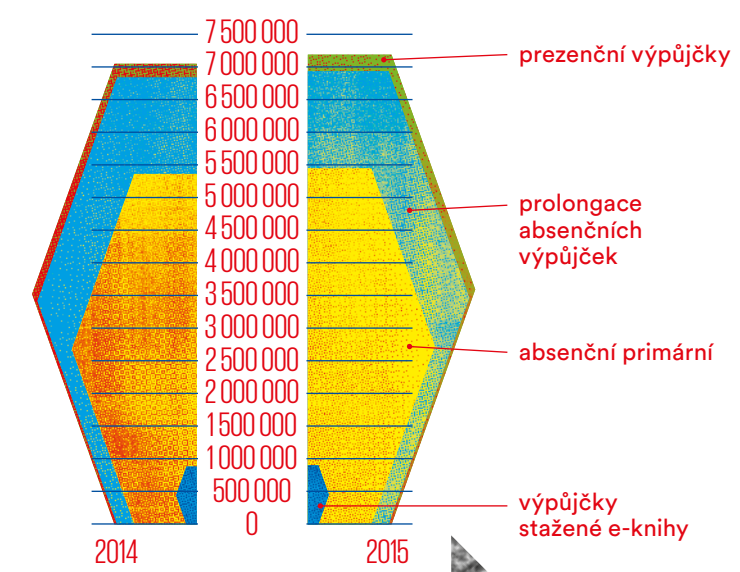 7 500 000
7 000 000
6 500 000
6 000 000
5 500 000
5 000 000
4 500 000
4 000 000
3 500 000
3 000 000
2 500 000
2 000 000
1 500 000
1 000 000
500 000
0
2014
2015
prezenční výpůjčky
prolongace
absenčních
výpůjček
absenční primární
výpůjčky
stažené e-knihy